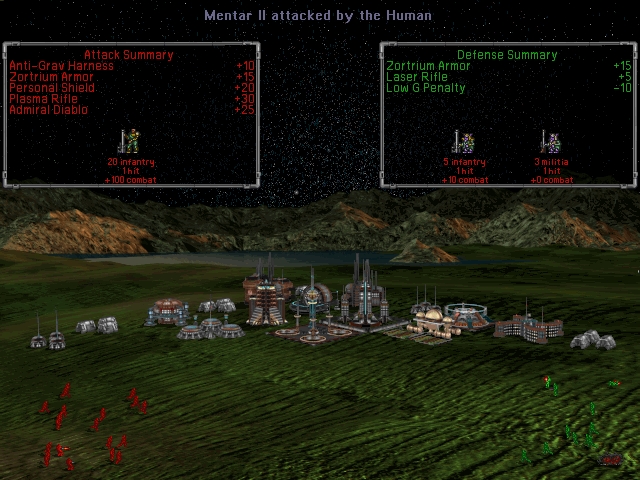 Mentar II attacked by the Human
Attack Summary
Anti-Grav Harness +10
Zortrium Armor +15
Personal Shield +20
Plasma Rifle +30
Admiral Diablo +25
20 infantry
1 hit
+100 combat
Defense Summary
Zortrium Armor +15
Laser Rifle +5
Low G Penalty -10
5 infantry
1 hit
+10 combat
3 militia
1 hit
+0 combat